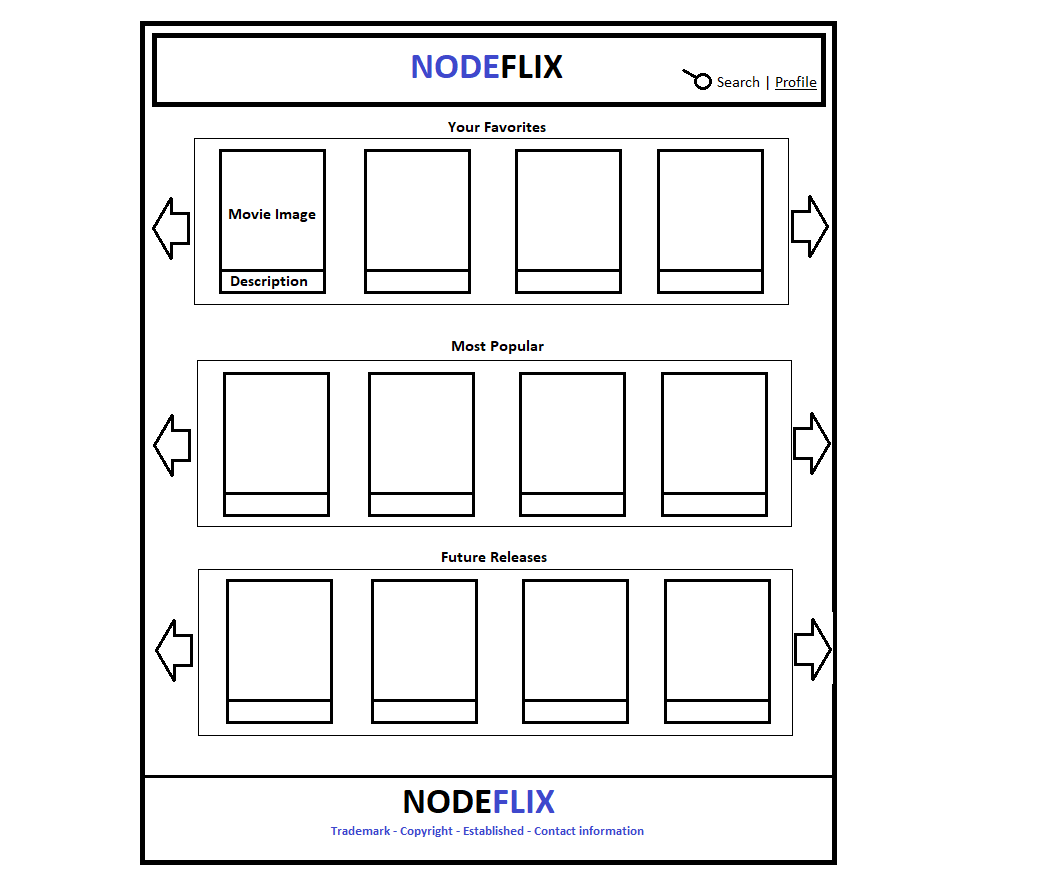 NODEFLIX
Search | Profile
Your Favorites
Movie Image
Description
Most Popular
Future Releases
NODEFLIX
Trademark - Copyright - Established - Contact information